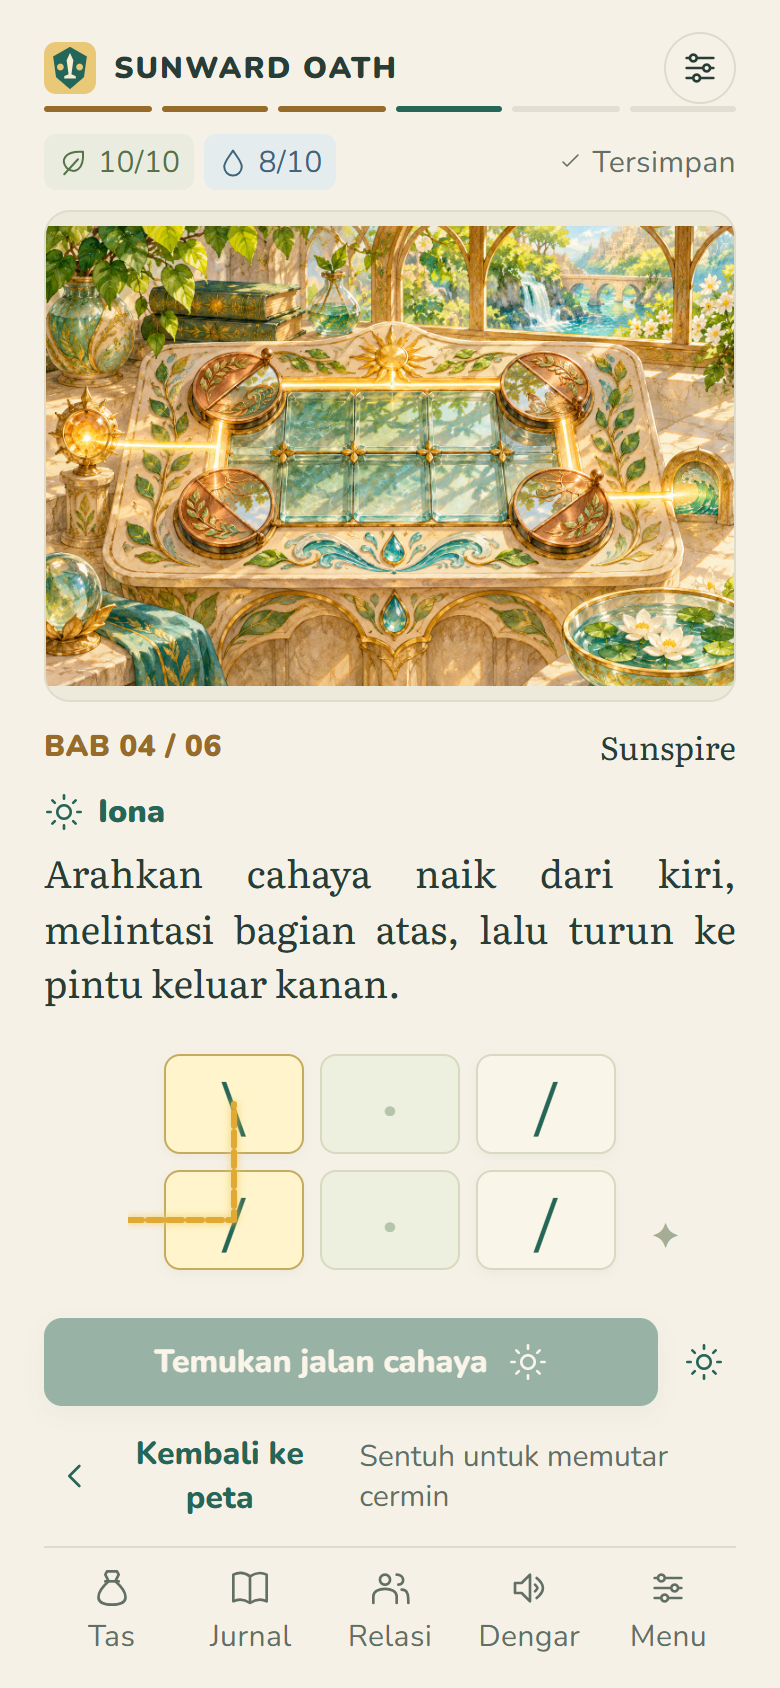 SUNWARD OATH
10/10
8/10
Tersimpan
BAB 04 / 06
Sunspire
Iona
Arahkan cahaya naik dari kiri,
melintasi bagian atas, lalu turun ke
pintu keluar kanan.
\ · /
/ · /
Temukan jalan cahaya
Kembali ke
peta
Sentuh untuk memutar
cermin
Tas
Jurnal
Relasi
Dengar
Menu